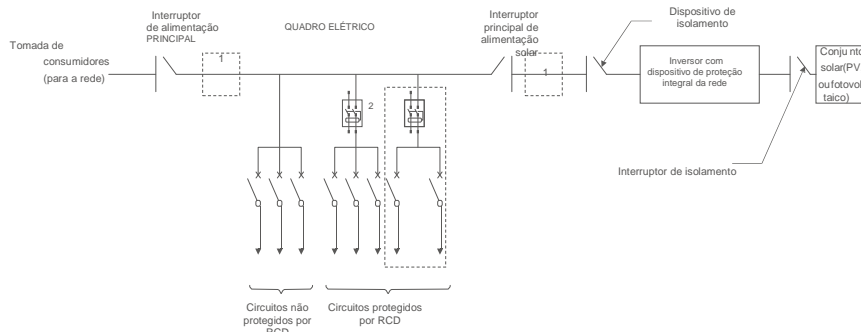 Interruptor
de alimentação
PRINCIPAL
Tomada de
consumidores
(para a rede)
1
QUADRO ELÉTRICO
2
Interruptor
principal de
alimentação
solar
1
Dispositivo de
isolamento
Inversor com
dispositivo de proteção
integral da rede
Conju nto
solar(PV
ou fotovol
taico)
Interruptor de isolamento
Circuitos não
protegidos por
RCD
Circuitos protegidos
por RCD